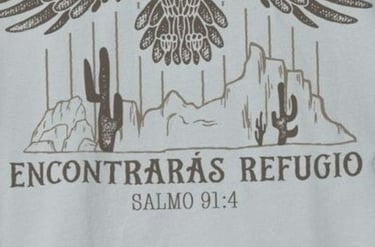 ENCONTRARÁS REFUGIO
SALMO 91:4